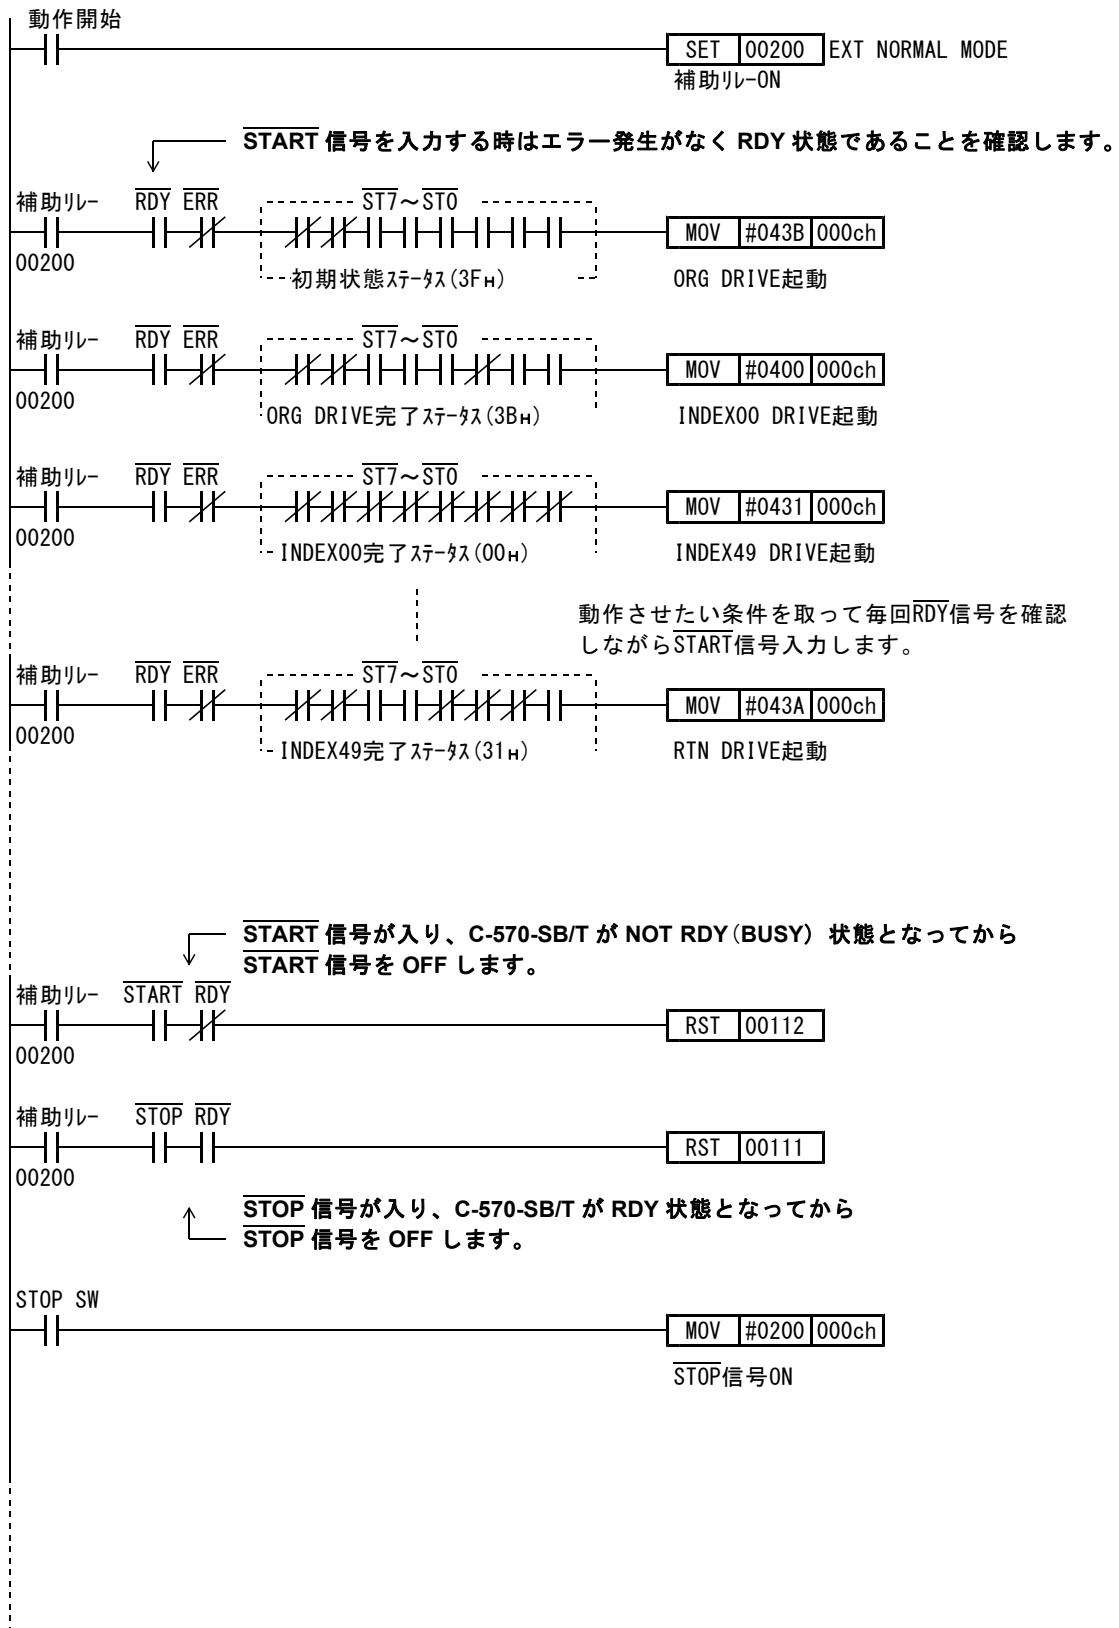 動作開始
SET 00200 EXT NORMAL MODE
補助ﾘﾚｰON
START 信号を入力する時はエラー発生がなく RDY 状態であることを確認します。
補助ﾘﾚｰ RDY ERR ST7～ST0
MOV #043B 000ch
00200 初期状態ｽﾃｰﾀｽ(3FH) ORG DRIVE起動
補助ﾘﾚｰ RDY ERR ST7～ST0
MOV #0400 000ch
00200 ORG DRIVE完了ｽﾃｰﾀｽ(3BH) INDEX00 DRIVE起動
補助ﾘﾚｰ RDY ERR ST7～ST0
MOV #0431 000ch
00200 INDEX00完了ｽﾃｰﾀｽ(00H) INDEX49 DRIVE起動
動作させたい条件を取って毎回RDY信号を確認
しながらSTART信号入力します。
補助ﾘﾚｰ RDY ERR ST7～ST0
MOV #043A 000ch
00200 INDEX49完了ｽﾃｰﾀｽ(31H) RTN DRIVE起動
START 信号が入り、C-570-SB/T が NOT RDY(BUSY) 状態となってから
START 信号を OFF します。
補助ﾘﾚｰ START RDY
RST 00112
00200
補助ﾘﾚｰ STOP RDY
RST 00111
00200
STOP 信号が入り、C-570-SB/T が RDY 状態となってから
STOP 信号を OFF します。
STOP SW
MOV #0200 000ch
STOP信号ON